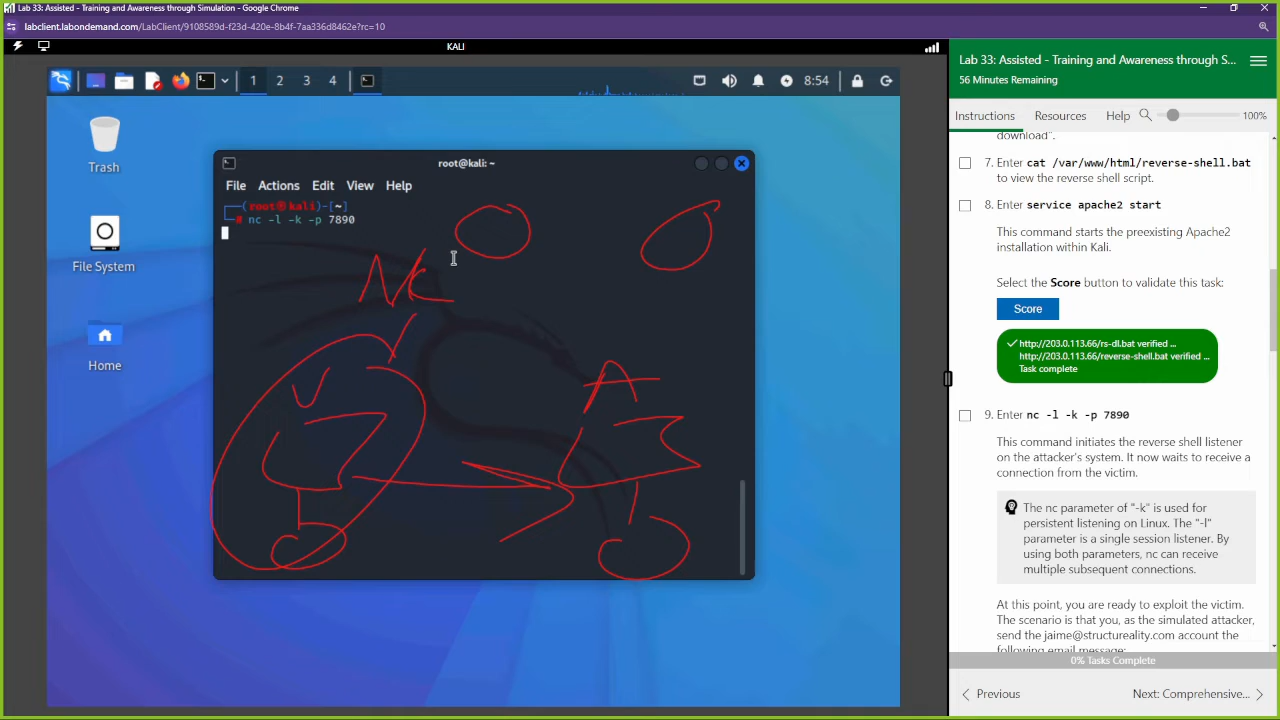 Lab 33: Assisted - Training and Awareness through Simulation - Google Chrome
labclient.labondemand.com/LabClient/9108589d-f23d-420e-8b4f-7aa336d8462e?rc=10
KALI
1 2 3 4
8:54
Trash
File System
Home
root@kali: ~
File Actions Edit View Help
(root㉿kali)-[~]
# nc -l -k -p 7890
NC
V
A
Lab 33: Assisted - Training and Awareness through S...
56 Minutes Remaining
Instructions Resources Help 100%
download".
7. Enter cat /var/www/html/reverse-shell.bat
to view the reverse shell script.
8. Enter service apache2 start
This command starts the preexisting Apache2
installation within Kali.
Select the Score button to validate this task:
Score
http://203.0.113.66/rs-dl.bat verified ...
http://203.0.113.66/reverse-shell.bat verified ...
Task complete
9. Enter nc -l -k -p 7890
This command initiates the reverse shell listener
on the attacker's system. It now waits to receive a
connection from the victim.
The nc parameter of "-k" is used for
persistent listening on Linux. The "-l"
parameter is a single session listener. By
using both parameters, nc can receive
multiple subsequent connections.
At this point, you are ready to exploit the victim.
The scenario is that you, as the simulated attacker,
send the jaime@structureality.com account the
following email message:
0% Tasks Complete
Previous
Next: Comprehensive...